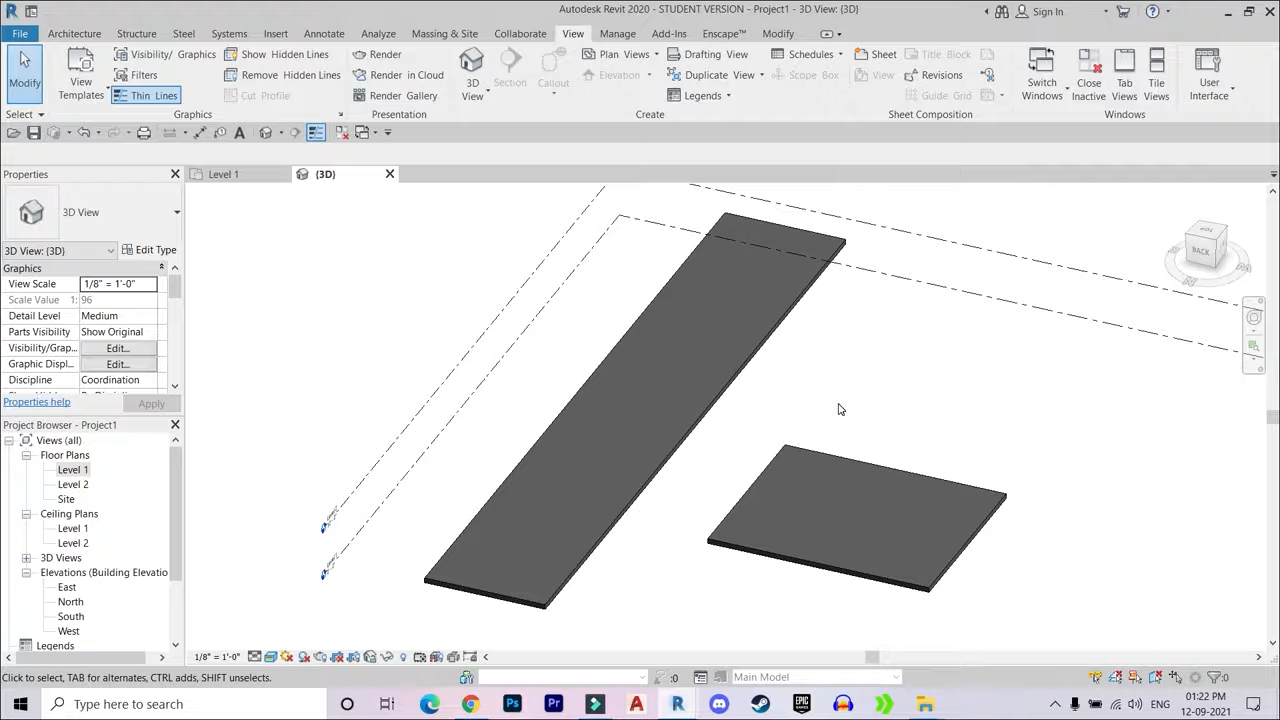 Autodesk Revit 2020 - STUDENT VERSION - Project1 - 3D View: {3D}
Sign In
File Architecture Structure Steel Systems Insert Annotate Analyze Massing & Site Collaborate View Manage Add-Ins Enscape™ Modify
Modify
View
Templates
Visibility/ Graphics
Filters
Thin Lines
Show Hidden Lines
Remove Hidden Lines
Cut Profile
Render
Render in Cloud
Render Gallery
3D
View
Section
Callout
Plan Views
Elevation
Legends
Drafting View
Duplicate View
Schedules
Scope Box
Sheet
View
Title Block
Revisions
Guide Grid
Switch
Windows
Close
Inactive
Tab
Views
Tile
Views
User
Interface
Select
Graphics
Presentation
Create
Sheet Composition
Windows
Properties
Level 1
{3D}
3D View
3D View: {3D}
Edit Type
Graphics
View Scale 1/8" = 1'-0"
Scale Value 1: 96
Detail Level Medium
Parts Visibility Show Original
Visibility/Grap... Edit...
Graphic Displ... Edit...
Discipline Coordination
Properties help
Apply
BACK
Project Browser - Project1
Views (all)
Floor Plans
Level 1
Level 2
Site
Ceiling Plans
Level 1
Level 2
3D Views
Elevations (Building Elevatio
East
North
South
West
Legends
1/8" = 1'-0"
Click to select, TAB for alternates, CTRL adds, SHIFT unselects.
:0
Main Model
:0
Type here to search
ENG
01:22 PM
12-09-2021